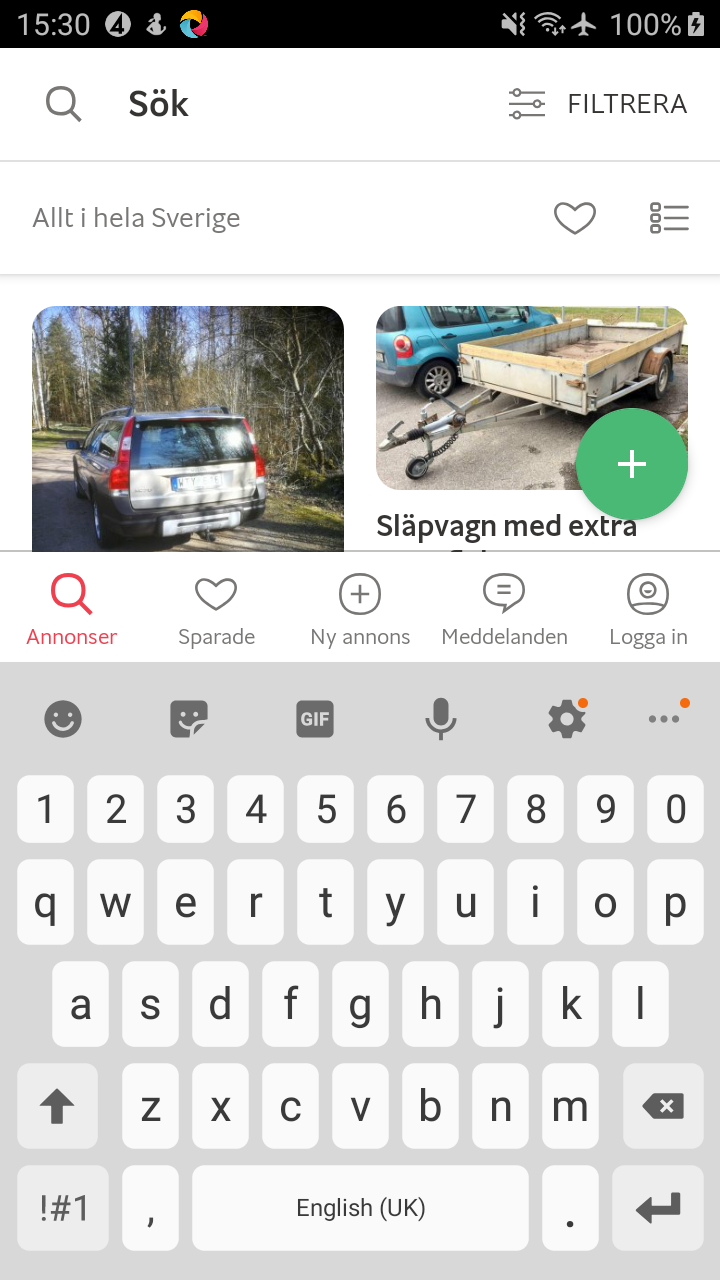 15:30 4 100%
Sök FILTRERA
Allt i hela Sverige
Släpvagn med extra
Annonser Sparade Ny annons Meddelanden Logga in
GIF
1 2 3 4 5 6 7 8 9 0
q w e r t y u i o p
a s d f g h j k l
z x c v b n m
!#1 , English (UK) .